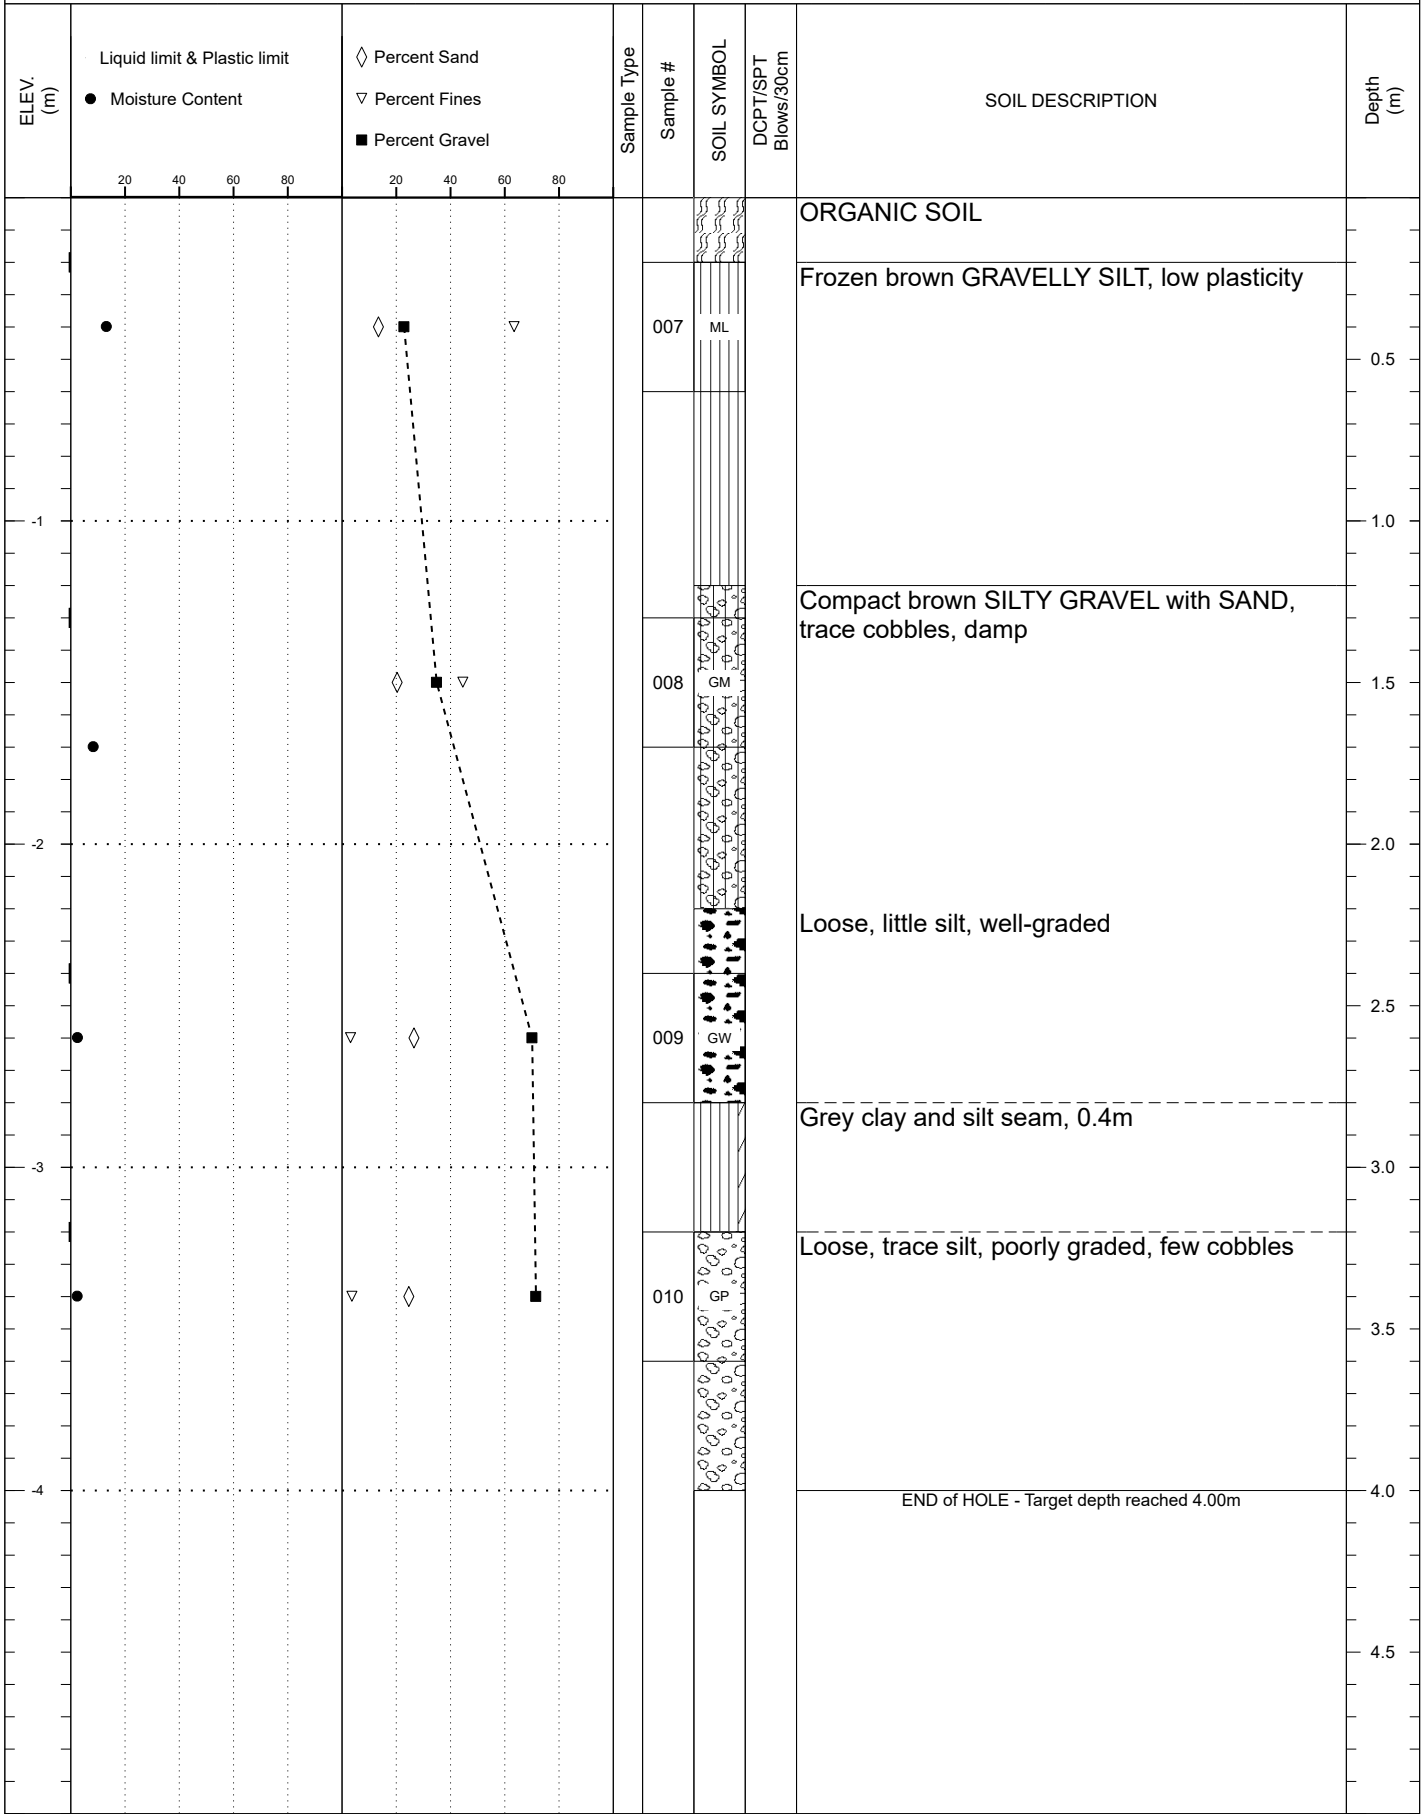 ELEV.
(m)
Liquid limit & Plastic limit
Moisture Content
20 40 60 80
Percent Sand
Percent Fines
Percent Gravel
20 40 60 80
Sample Type
Sample #
SOIL SYMBOL
DCPT/SPT
Blows/30cm
SOIL DESCRIPTION
Depth
(m)
ORGANIC SOIL
Frozen brown GRAVELLY SILT, low plasticity
007 ML
0.5
-1
1.0
Compact brown SILTY GRAVEL with SAND,
trace cobbles, damp
008 GM
1.5
-2
2.0
Loose, little silt, well-graded
2.5
009 GW
Grey clay and silt seam, 0.4m
-3
3.0
Loose, trace silt, poorly graded, few cobbles
010 GP
3.5
-4
4.0
END of HOLE - Target depth reached 4.00m
4.5